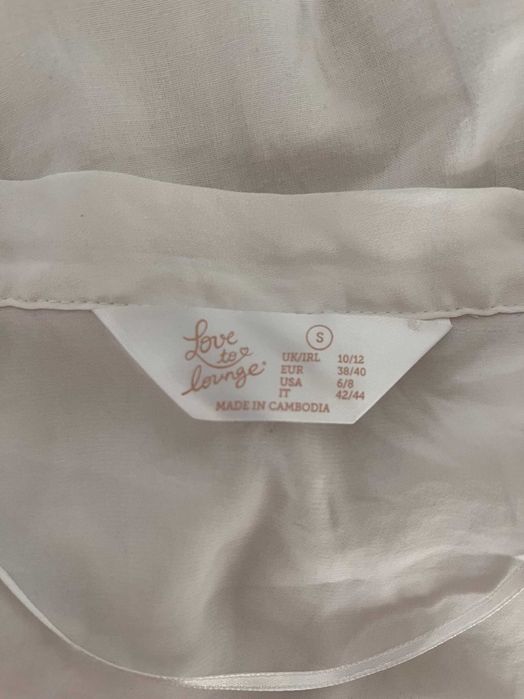 Love
to
lounge
S
UK/IRL 10/12
EUR 38/40
USA 6/8
IT 42/44
MADE IN CAMBODIA